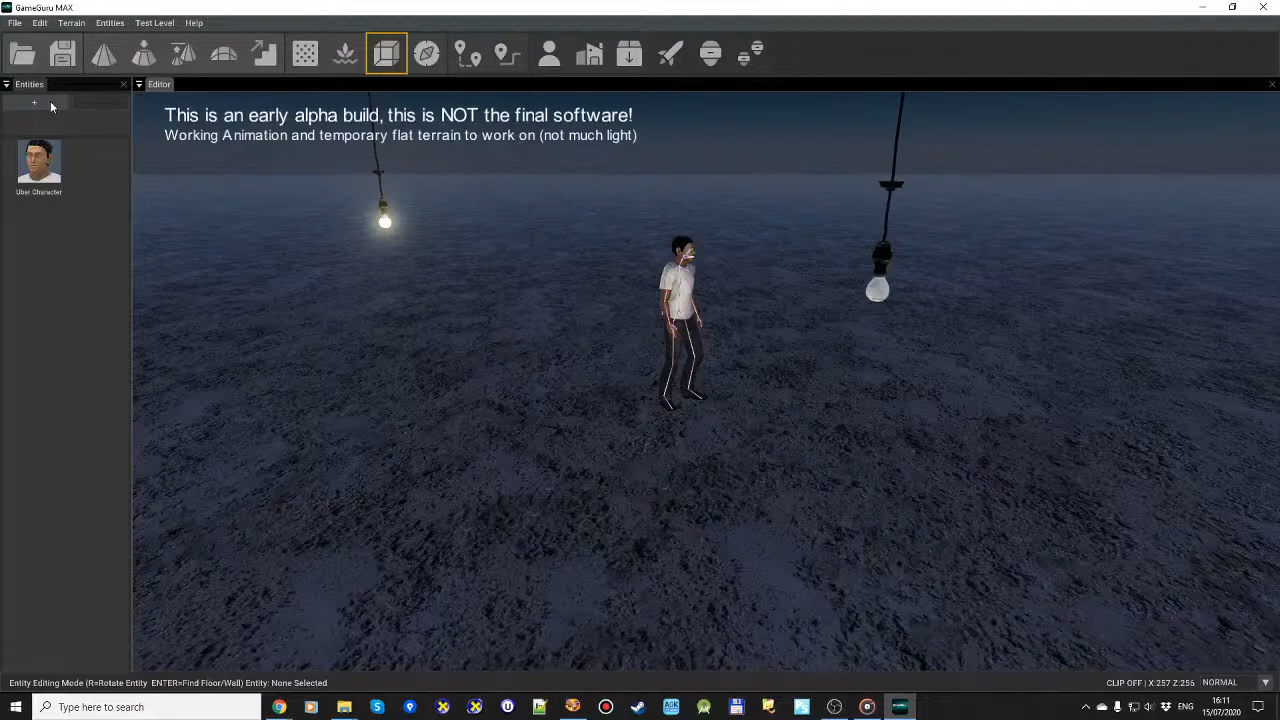 GameGuru MAX
File Edit Terrain Entities Test Level Help
Entities
Editor
+
This is an early alpha build, this is NOT the final software!
Working Animation and temporary flat terrain to work on (not much light)
Uber Character
Entity Editing Mode (R=Rotate Entity ENTER=Find Floor/Wall) Entity: None Selected
CLIP OFF | X:257 Z:256 NORMAL
Type here to search
ENG
16:11
15/07/2020